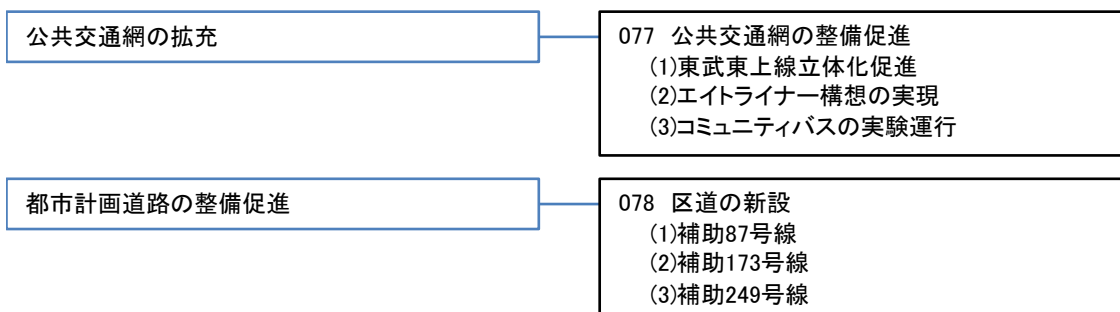 公共交通網の拡充
077 公共交通網の整備促進
(1)東武東上線立体化促進
(2)エイトライナー構想の実現
(3)コミュニティバスの実験運行
都市計画道路の整備促進
078 区道の新設
(1)補助87号線
(2)補助173号線
(3)補助249号線